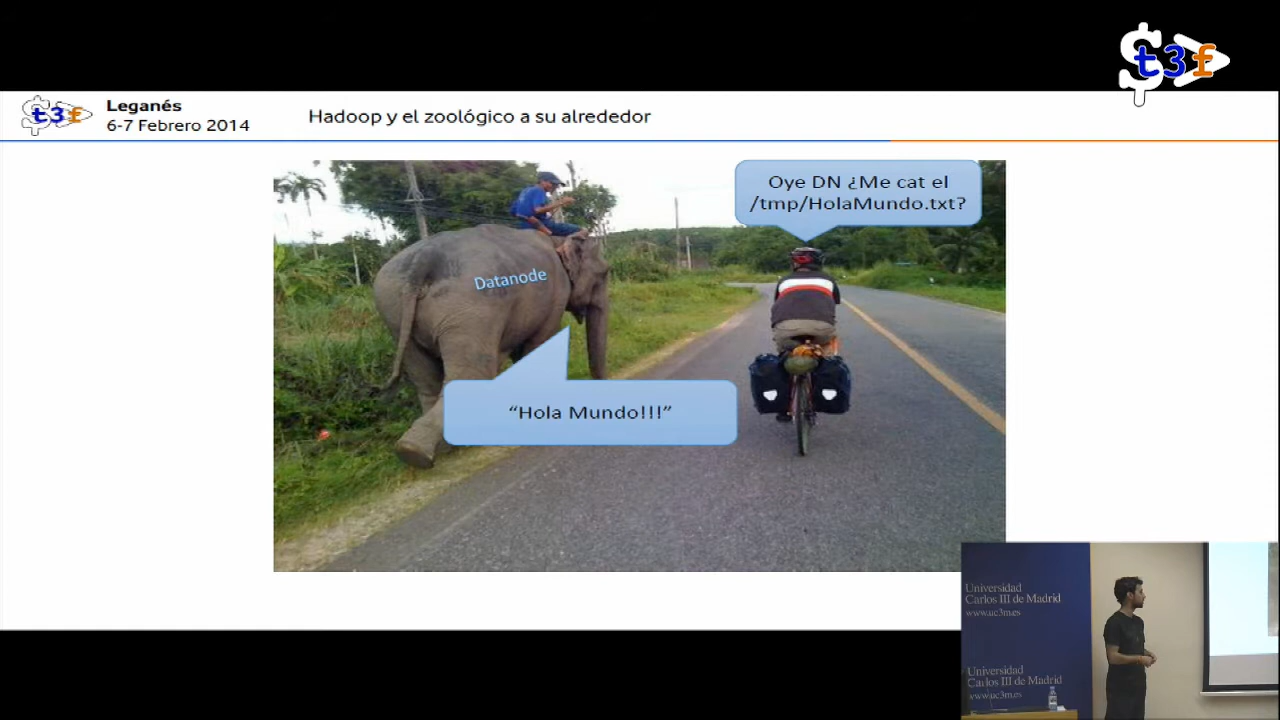 $t3f
Leganés
6-7 Febrero 2014
t3f
Hadoop y el zoológico a su alrededor
Oye DN ¿Me cat el
/tmp/HolaMundo.txt?
Datanode
“Hola Mundo!!!”
Universidad
Carlos III de Madrid
www.uc3m.es
Universidad
Carlos III de Madrid
www.uc3m.es